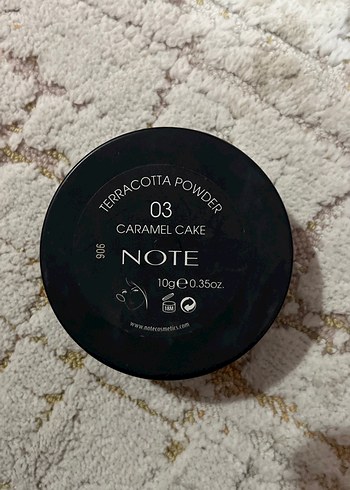 TERRACOTTA POWDER
03
CARAMEL CAKE
906
NOTE
10g℮0.35oz.
www.notecosmetics.com